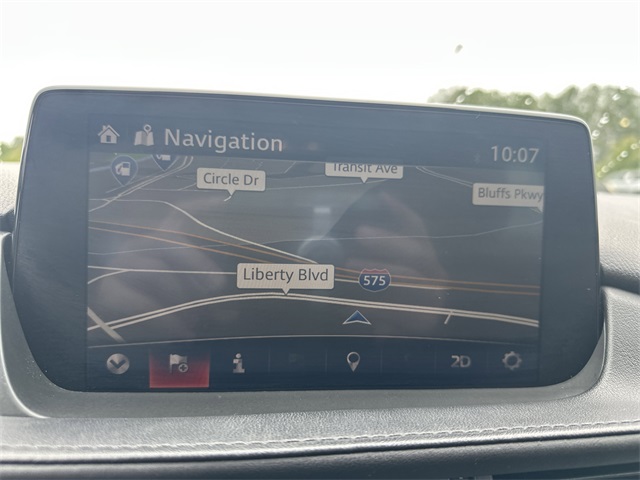 Navigation
10:07
Transit Ave
Circle Dr
Bluffs Pkwy
Liberty Blvd
575
2D